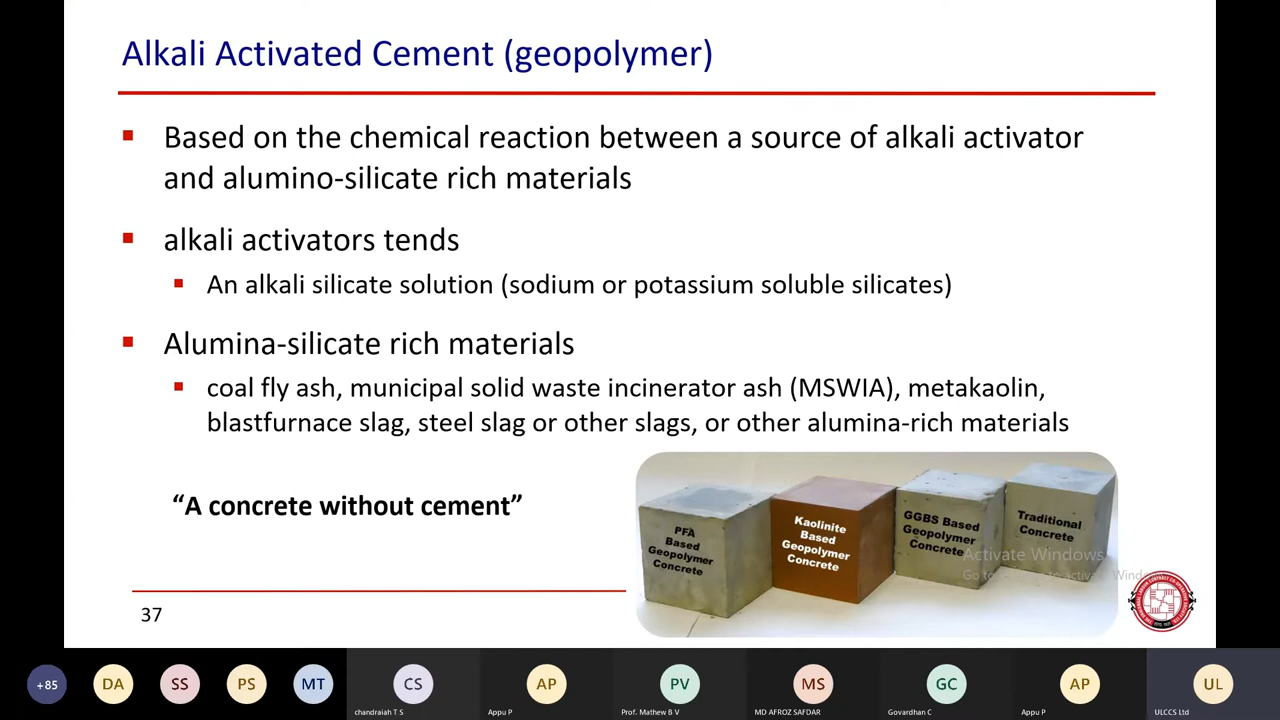 Alkali Activated Cement (geopolymer)
Based on the chemical reaction between a source of alkali activator
and alumino-silicate rich materials
alkali activators tends
An alkali silicate solution (sodium or potassium soluble silicates)
Alumina-silicate rich materials
coal fly ash, municipal solid waste incinerator ash (MSWIA), metakaolin,
blastfurnace slag, steel slag or other slags, or other alumina-rich materials
“A concrete without cement”
PFA
Based
Geopolymer
Concrete
Kaolinite
Based
Geopolymer
Concrete
GGBS Based
Geopolymer
Concrete
Traditional
Concrete
Activate Windows
Go to
37
+85
DA
SS
PS
MT
CS
chandraiah T S
AP
Appu P
PV
Prof. Mathew B V
MS
MD AFROZ SAFDAR
GC
Govardhan C
AP
Appu P
UL
ULCCS Ltd